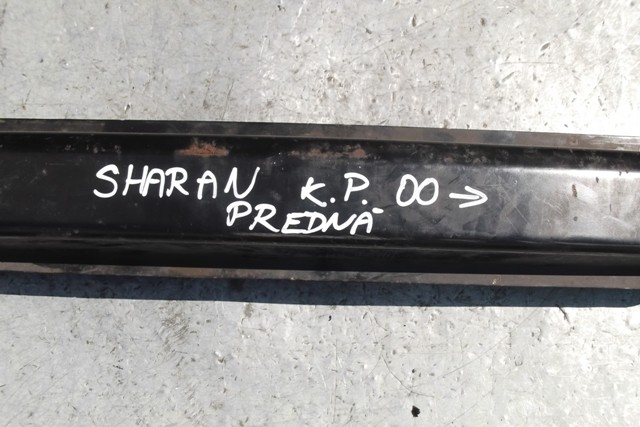 SHARAN K.P. 00 →
PREDNÁ